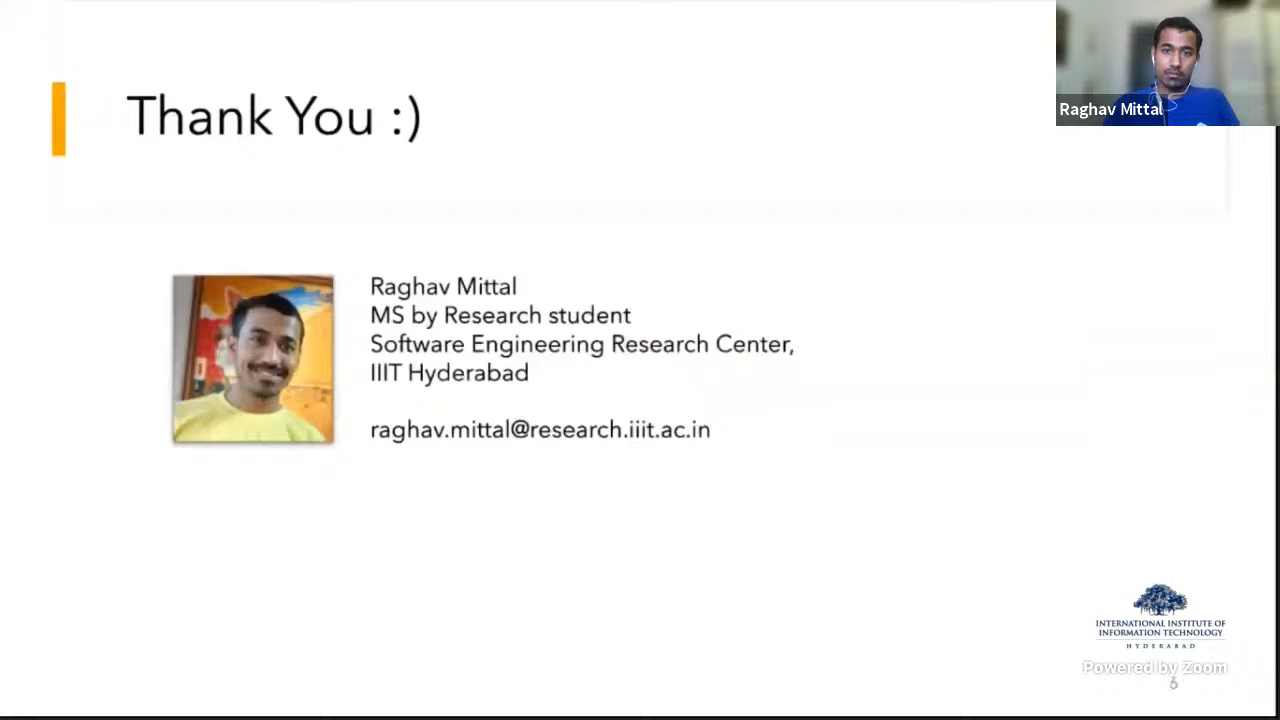 Thank You :)
Raghav Mittal
Raghav Mittal
MS by Research student
Software Engineering Research Center,
IIIT Hyderabad
raghav.mittal@research.iiit.ac.in
INTERNATIONAL INSTITUTE OF
INFORMATION TECHNOLOGY
HYDERABAD
Powered by Zoom
6